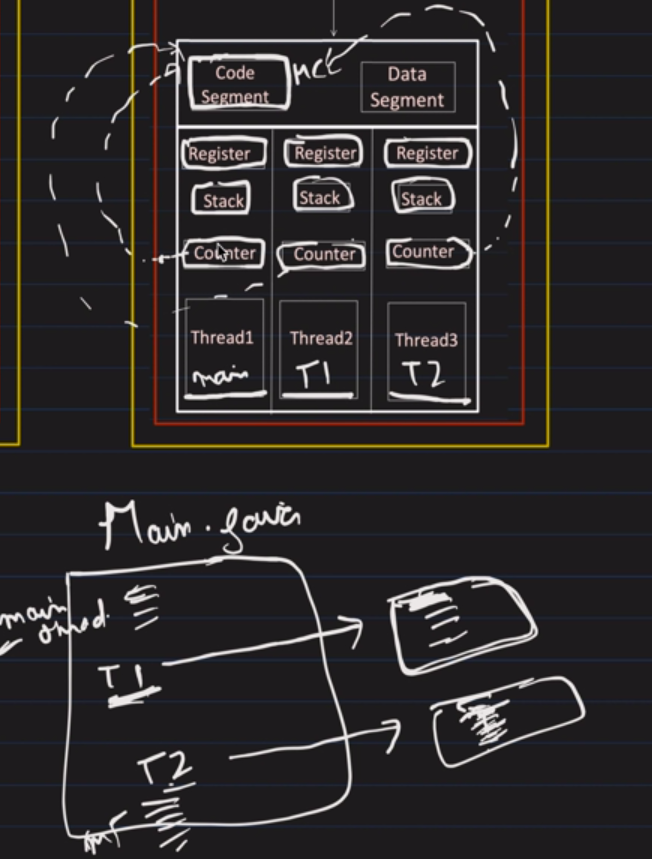 Code Segment
MCC
Data Segment
Register Register Register
Stack Stack Stack
Counter Counter Counter
Thread1 Thread2 Thread3
main T1 T2
Main.java
main thread
T1
T2